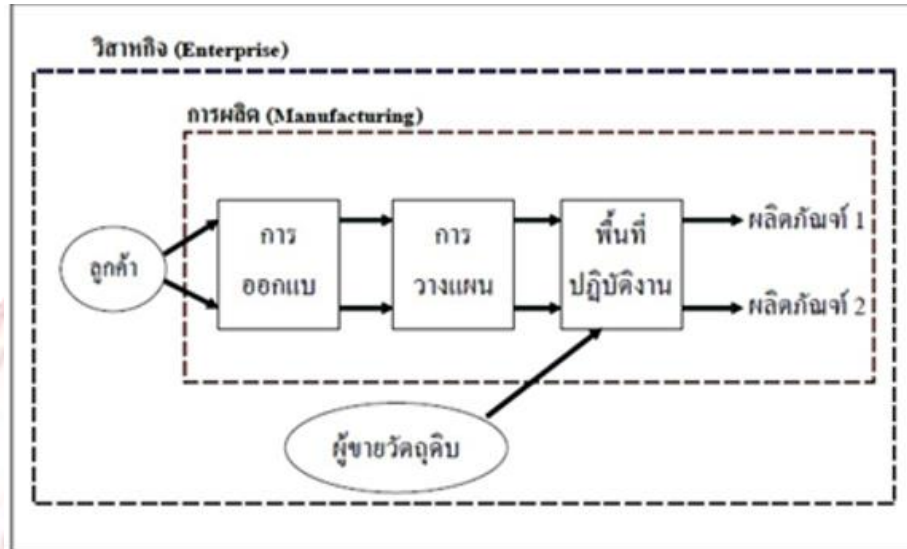 วิสาหกิจ (Enterprise)
การผลิต (Manufacturing)
ลูกค้า
การ
ออกแบบ
การ
วางแผน
พื้นที่
ปฏิบัติงาน
ผลิตภัณฑ์ 1
ผลิตภัณฑ์ 2
ผู้ขายวัตถุดิบ